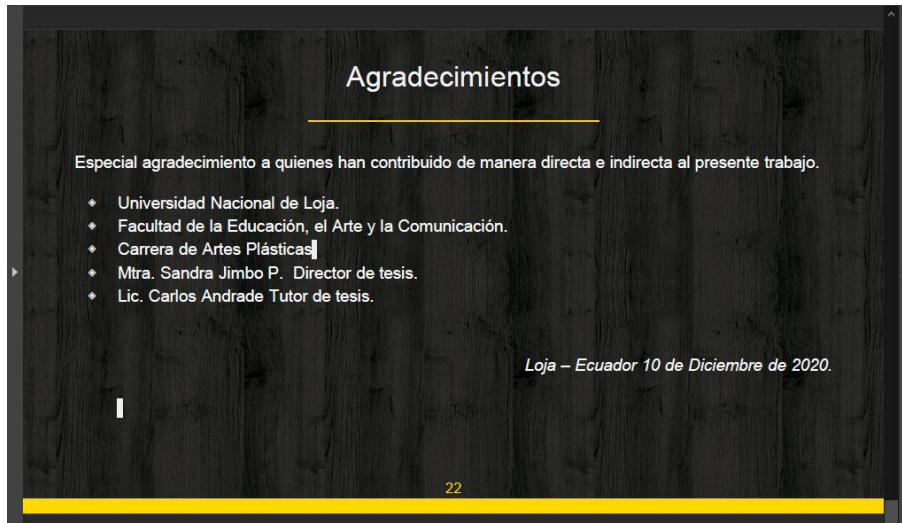 Agradecimientos
Especial agradecimiento a quienes han contribuido de manera directa e indirecta al presente trabajo.
Universidad Nacional de Loja.
Facultad de la Educación, el Arte y la Comunicación.
Carrera de Artes Plásticas
Mtra. Sandra Jimbo P.  Director de tesis.
Lic. Carlos Andrade Tutor de tesis.
Loja – Ecuador 10 de Diciembre de 2020.
22